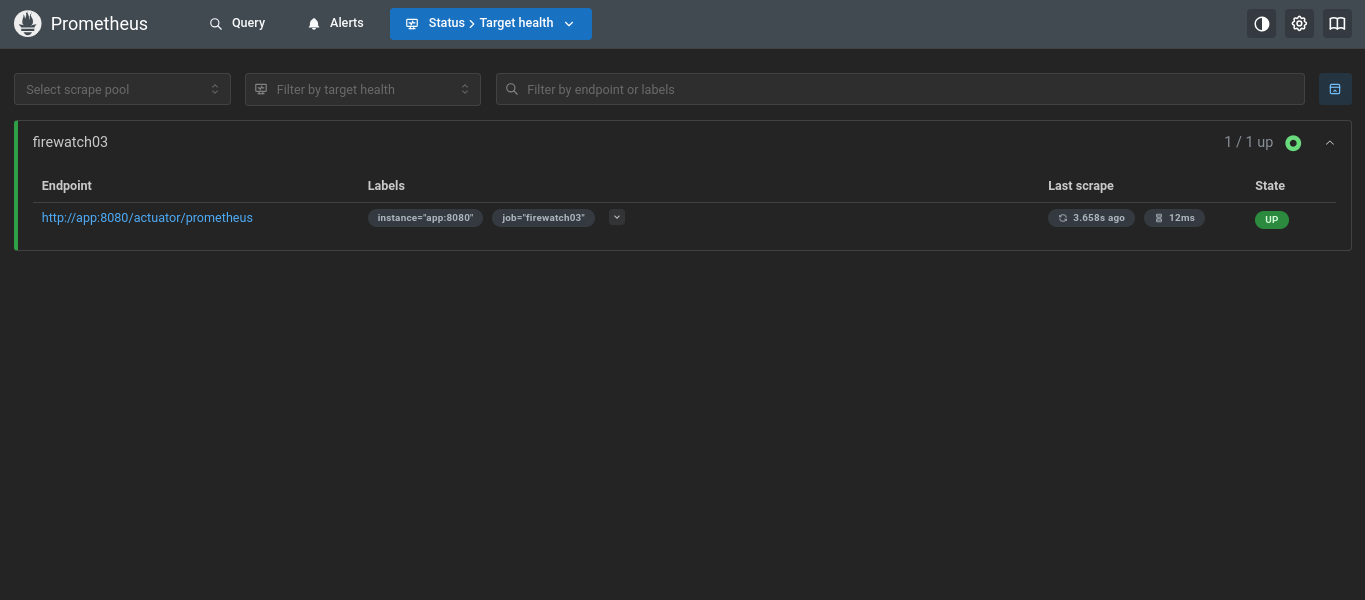 Prometheus Query Alerts Status > Target health
Select scrape pool Filter by target health Filter by endpoint or labels
firewatch03 1 / 1 up
Endpoint Labels Last scrape State
http://app:8080/actuator/prometheus instance="app:8080" job="firewatch03" 3.658s ago 12ms UP